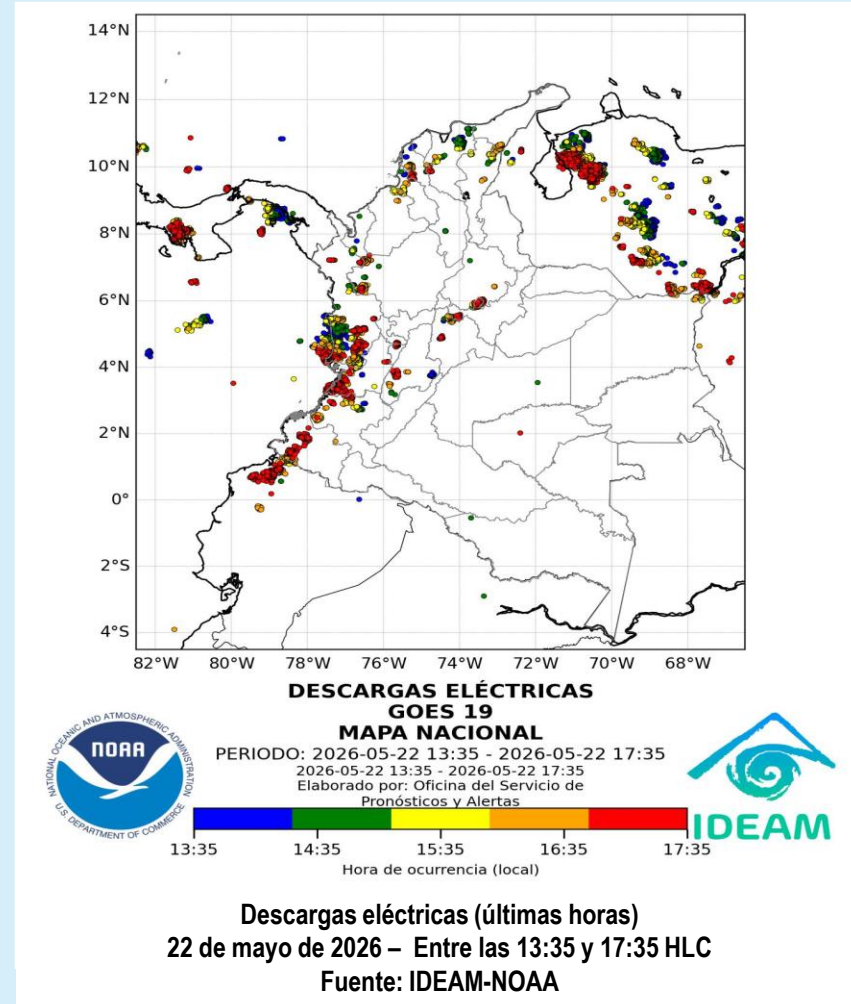 14°N
12°N
10°N
8°N
6°N
4°N
2°N
0°
2°S
4°S
82°W 80°W 78°W 76°W 74°W 72°W 70°W 68°W
DESCARGAS ELÉCTRICAS
GOES 19
MAPA NACIONAL
PERIODO: 2026-05-22 13:35 - 2026-05-22 17:35
2026-05-22 13:35 - 2026-05-22 17:35
Elaborado por: Oficina del Servicio de
Pronósticos y Alertas
NATIONAL OCEANIC AND ATMOSPHERIC ADMINISTRATION
NOAA
U.S. DEPARTMENT OF COMMERCE
IDEAM
13:35 14:35 15:35 16:35 17:35
Hora de ocurrencia (local)
Descargas eléctricas (últimas horas)
22 de mayo de 2026 – Entre las 13:35 y 17:35 HLC
Fuente: IDEAM-NOAA